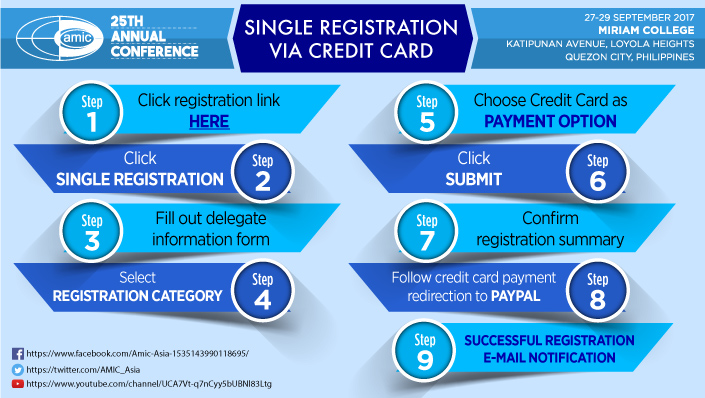 amic
25TH
ANNUAL
CONFERENCE
SINGLE REGISTRATION
VIA CREDIT CARD
27-29 SEPTEMBER 2017
MIRIAM COLLEGE
KATIPUNAN AVENUE, LOYOLA HEIGHTS
QUEZON CITY, PHILIPPINES
Step
1
Click registration link
HERE
Click
SINGLE REGISTRATION
Step
2
Step
3
Fill out delegate
information form
Select
REGISTRATION CATEGORY
Step
4
Step
5
Choose Credit Card as
PAYMENT OPTION
Click
SUBMIT
Step
6
Step
7
Confirm
registration summary
Follow credit card payment
redirection to PAYPAL
Step
8
Step
9
SUCCESSFUL REGISTRATION
E-MAIL NOTIFICATION
https://www.facebook.com/Amic-Asia-1535143990118695/
https://twitter.com/AMIC_Asia
https://www.youtube.com/channel/UCA7Vt-q7nCyy5bUBNl83Ltg